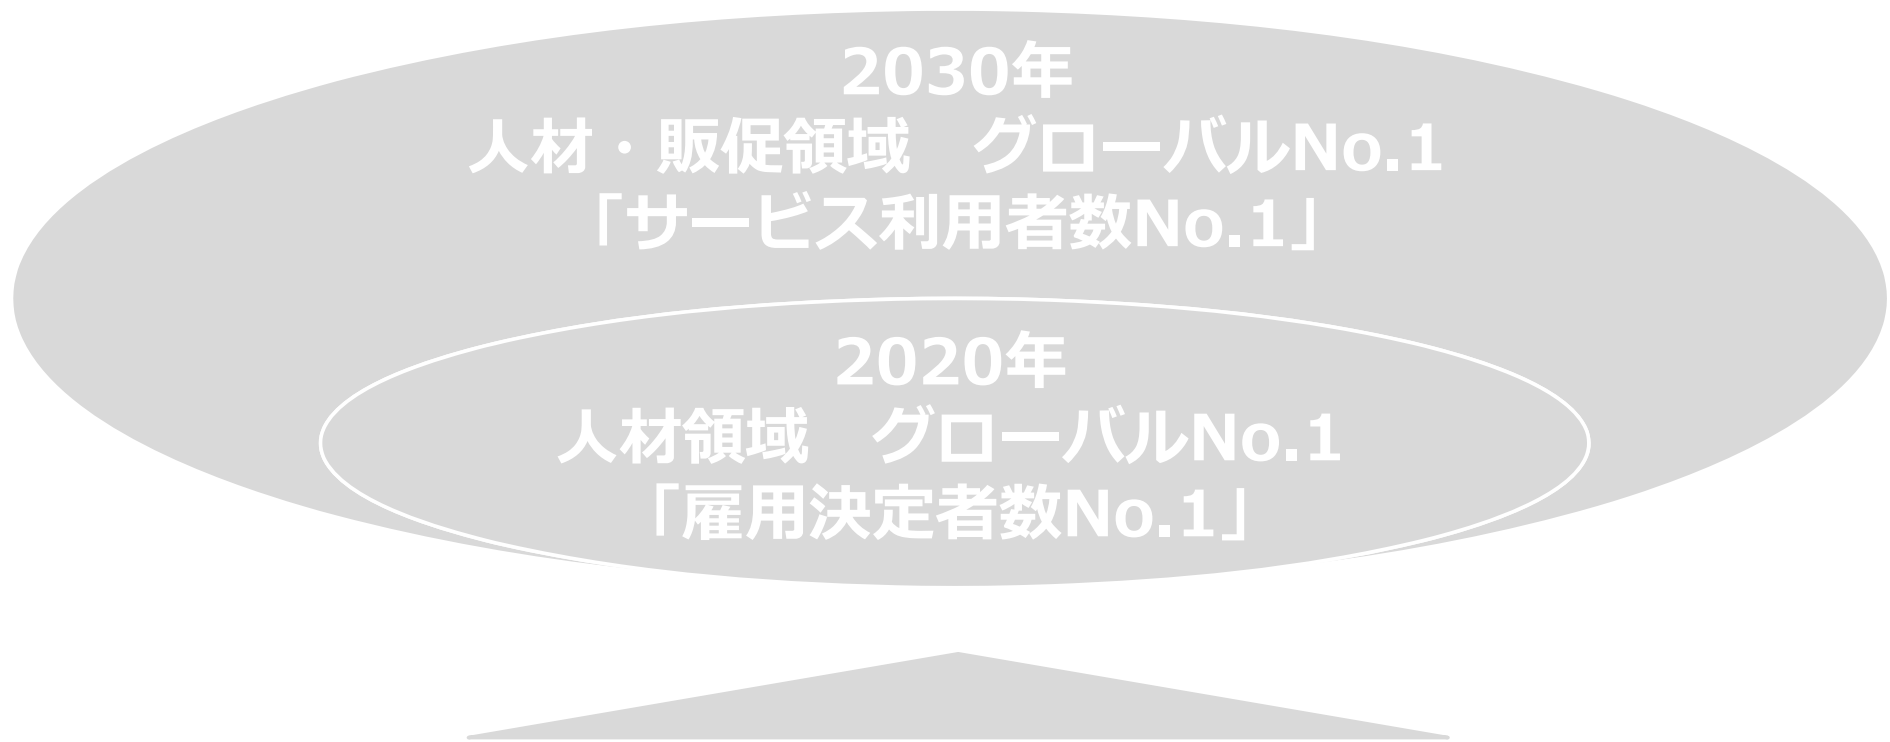 2030年
人材・販促領域　グローバルNo.1
「サービス利用者数No.1」
2020年
人材領域　グローバルNo.1
「雇用決定者数No.1」